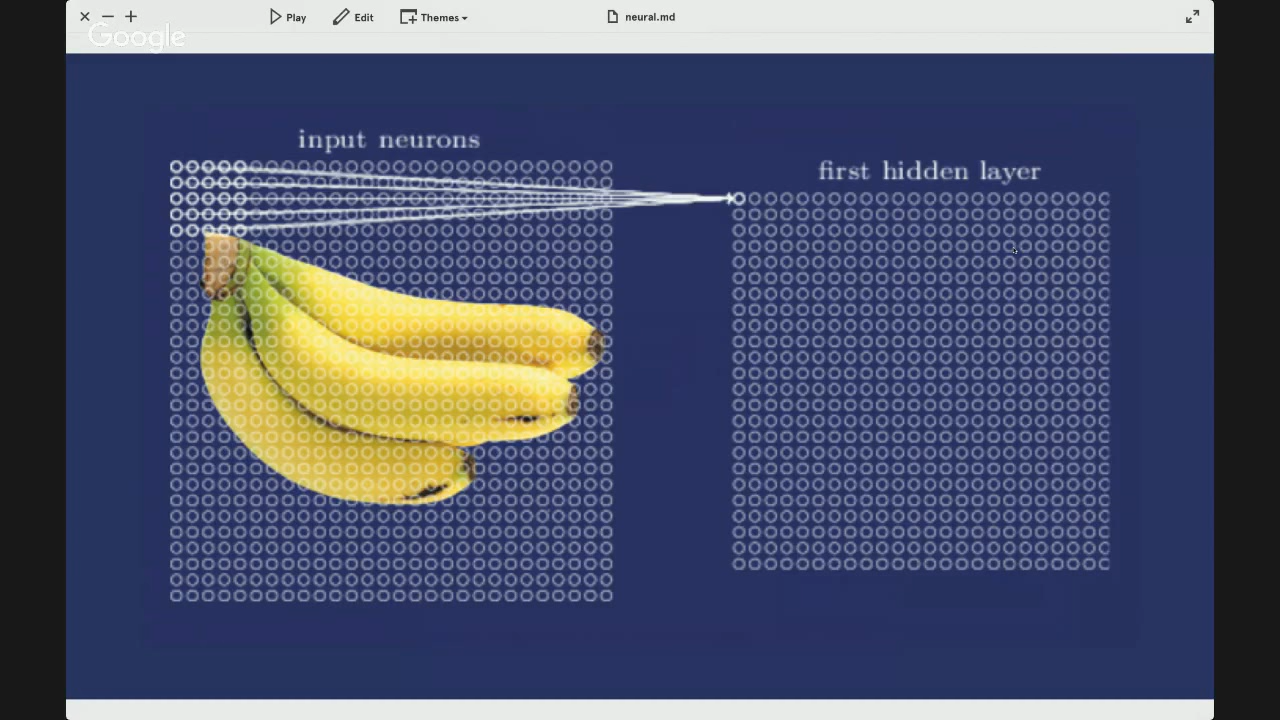 Play
Edit
Themes
neural.md
Google
input neurons
first hidden layer